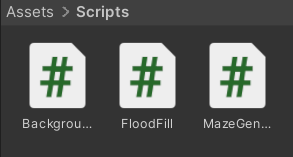 Assets > Scripts
# # #
Backgrou... FloodFill MazeGen...